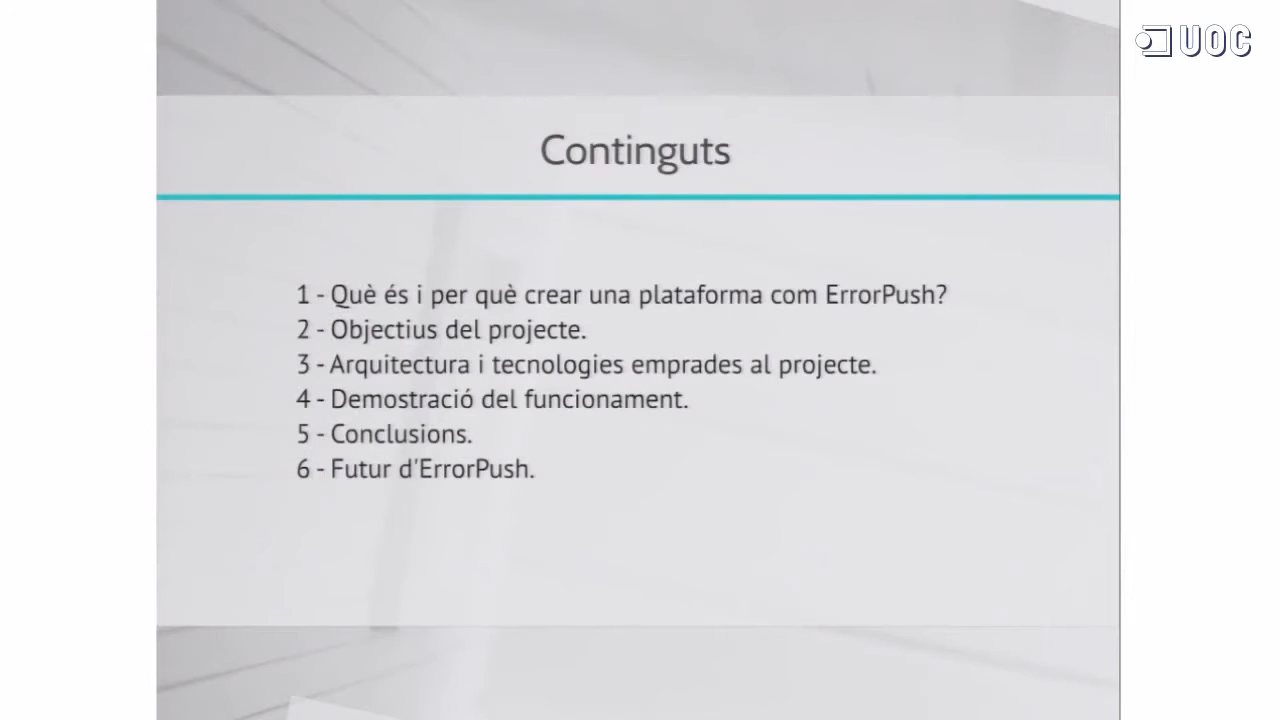 UOC
Continguts
1 - Què és i per què crear una plataforma com ErrorPush?
2 - Objectius del projecte.
3 - Arquitectura i tecnologies emprades al projecte.
4 - Demostració del funcionament.
5 - Conclusions.
6 - Futur d'ErrorPush.